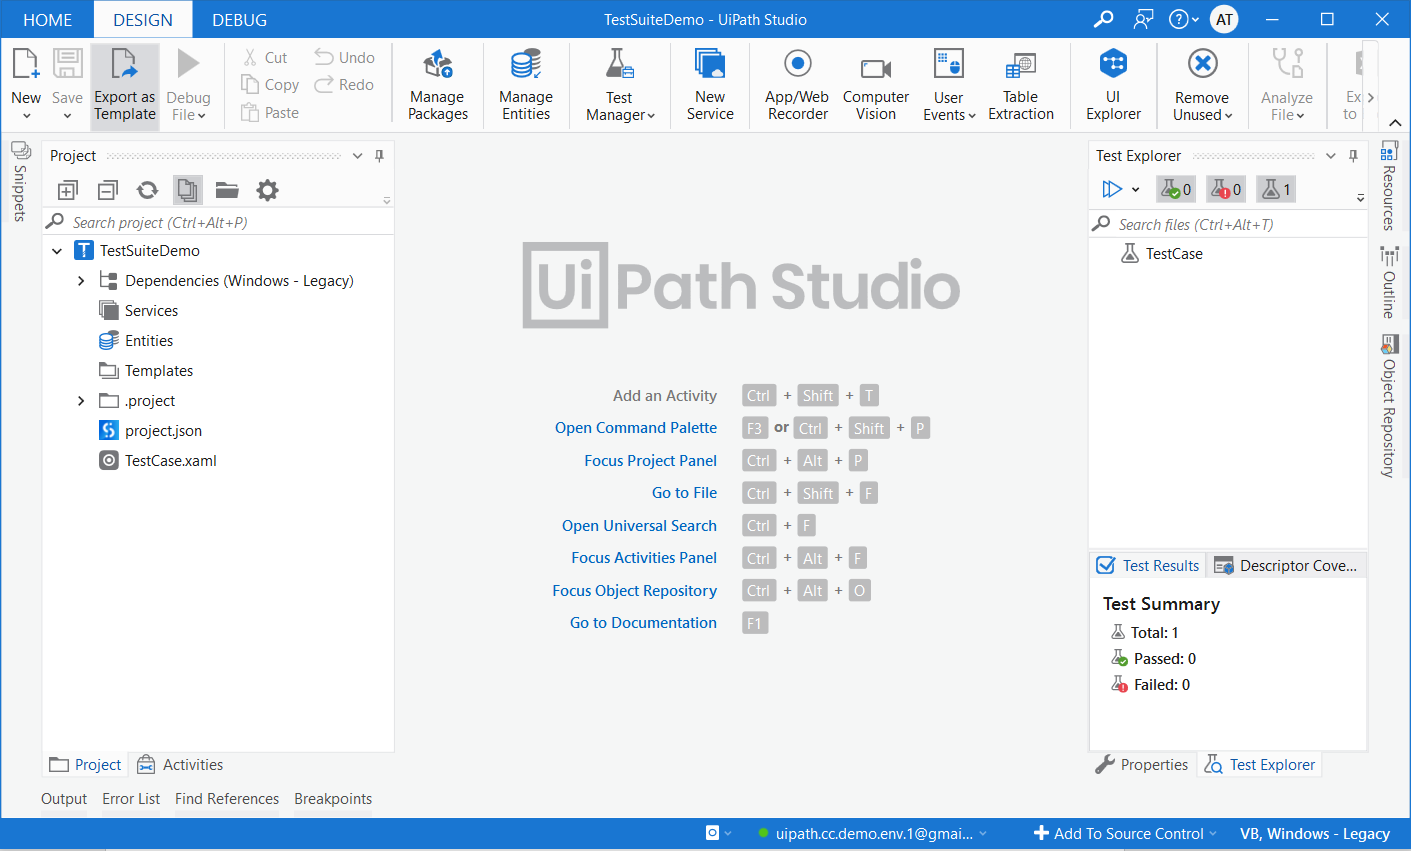 HOME DESIGN DEBUG TestSuiteDemo - UiPath Studio AT
New
Save
Export as
Template
Debug
File
Cut
Copy
Paste
Undo
Redo
Manage
Packages
Manage
Entities
Test
Manager
New
Service
App/Web
Recorder
Computer
Vision
User
Events
Table
Extraction
UI
Explorer
Remove
Unused
Analyze
File
Ex
to
Snippets
Project
Search project (Ctrl+Alt+P)
TestSuiteDemo
Dependencies (Windows - Legacy)
Services
Entities
Templates
.project
project.json
TestCase.xaml
Project Activities
UiPath Studio
Add an Activity Ctrl + Shift + T
Open Command Palette F3 or Ctrl + Shift + P
Focus Project Panel Ctrl + Alt + P
Go to File Ctrl + Shift + F
Open Universal Search Ctrl + F
Focus Activities Panel Ctrl + Alt + F
Focus Object Repository Ctrl + Alt + O
Go to Documentation F1
Test Explorer
0 0 1
Search files (Ctrl+Alt+T)
TestCase
Test Results Descriptor Cove...
Test Summary
Total: 1
Passed: 0
Failed: 0
Properties Test Explorer
Resources
Outline
Object Repository
Output Error List Find References Breakpoints
uipath.cc.demo.env.1@gmai... Add To Source Control VB, Windows - Legacy